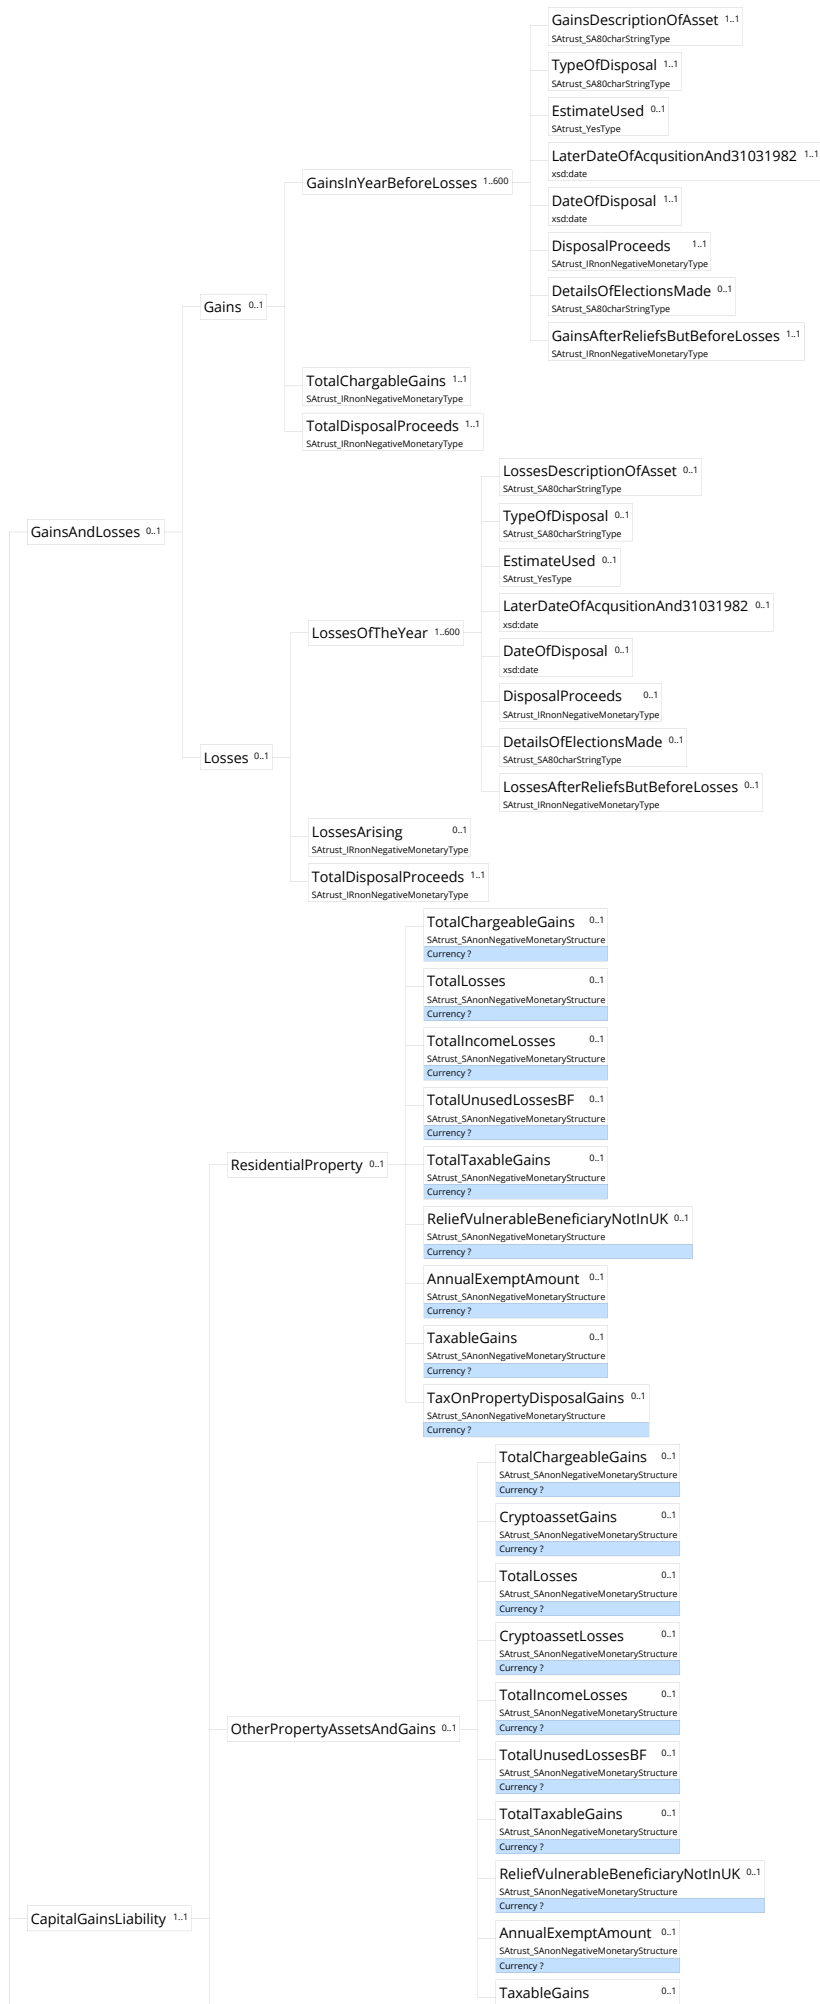 GainsDescriptionOfAsset 1..1
SAtrust_SA80charStringType
TypeOfDisposal 1..1
SAtrust_SA80charStringType
EstimateUsed 0..1
SAtrust_YesType
LaterDateOfAcqusitionAnd31031982 1..1
xsd:date
GainsInYearBeforeLosses 1..600
DateOfDisposal 1..1
xsd:date
DisposalProceeds 1..1
SAtrust_IRnonNegativeMonetaryType
DetailsOfElectionsMade 0..1
SAtrust_SA80charStringType
Gains 0..1
GainsAfterReliefsButBeforeLosses 1..1
SAtrust_IRnonNegativeMonetaryType
TotalChargableGains 1..1
SAtrust_IRnonNegativeMonetaryType
TotalDisposalProceeds 1..1
SAtrust_IRnonNegativeMonetaryType
LossesDescriptionOfAsset 0..1
SAtrust_SA80charStringType
TypeOfDisposal 0..1
SAtrust_SA80charStringType
GainsAndLosses 0..1
EstimateUsed 0..1
SAtrust_YesType
LaterDateOfAcqusitionAnd31031982 0..1
xsd:date
LossesOfTheYear 1..600
DateOfDisposal 0..1
xsd:date
DisposalProceeds 0..1
SAtrust_IRnonNegativeMonetaryType
DetailsOfElectionsMade 0..1
SAtrust_SA80charStringType
Losses 0..1
LossesAfterReliefsButBeforeLosses 0..1
SAtrust_IRnonNegativeMonetaryType
LossesArising 0..1
SAtrust_IRnonNegativeMonetaryType
TotalDisposalProceeds 1..1
SAtrust_IRnonNegativeMonetaryType
TotalChargeableGains 0..1
SAtrust_SAnonNegativeMonetaryStructure
Currency ?
TotalLosses 0..1
SAtrust_SAnonNegativeMonetaryStructure
Currency ?
TotalIncomeLosses 0..1
SAtrust_SAnonNegativeMonetaryStructure
Currency ?
TotalUnusedLossesBF 0..1
SAtrust_SAnonNegativeMonetaryStructure
Currency ?
ResidentialProperty 0..1
TotalTaxableGains 0..1
SAtrust_SAnonNegativeMonetaryStructure
Currency ?
ReliefVulnerableBeneficiaryNotInUK 0..1
SAtrust_SAnonNegativeMonetaryStructure
Currency ?
AnnualExemptAmount 0..1
SAtrust_SAnonNegativeMonetaryStructure
Currency ?
TaxableGains 0..1
SAtrust_SAnonNegativeMonetaryStructure
Currency ?
TaxOnPropertyDisposalGains 0..1
SAtrust_SAnonNegativeMonetaryStructure
Currency ?
TotalChargeableGains 0..1
SAtrust_SAnonNegativeMonetaryStructure
Currency ?
CryptoassetGains 0..1
SAtrust_SAnonNegativeMonetaryStructure
Currency ?
TotalLosses 0..1
SAtrust_SAnonNegativeMonetaryStructure
Currency ?
CryptoassetLosses 0..1
SAtrust_SAnonNegativeMonetaryStructure
Currency ?
TotalIncomeLosses 0..1
SAtrust_SAnonNegativeMonetaryStructure
Currency ?
OtherPropertyAssetsAndGains 0..1
TotalUnusedLossesBF 0..1
SAtrust_SAnonNegativeMonetaryStructure
Currency ?
TotalTaxableGains 0..1
SAtrust_SAnonNegativeMonetaryStructure
Currency ?
ReliefVulnerableBeneficiaryNotInUK 0..1
SAtrust_SAnonNegativeMonetaryStructure
Currency ?
CapitalGainsLiability 1..1
AnnualExemptAmount 0..1
SAtrust_SAnonNegativeMonetaryStructure
Currency ?
TaxableGains 0..1